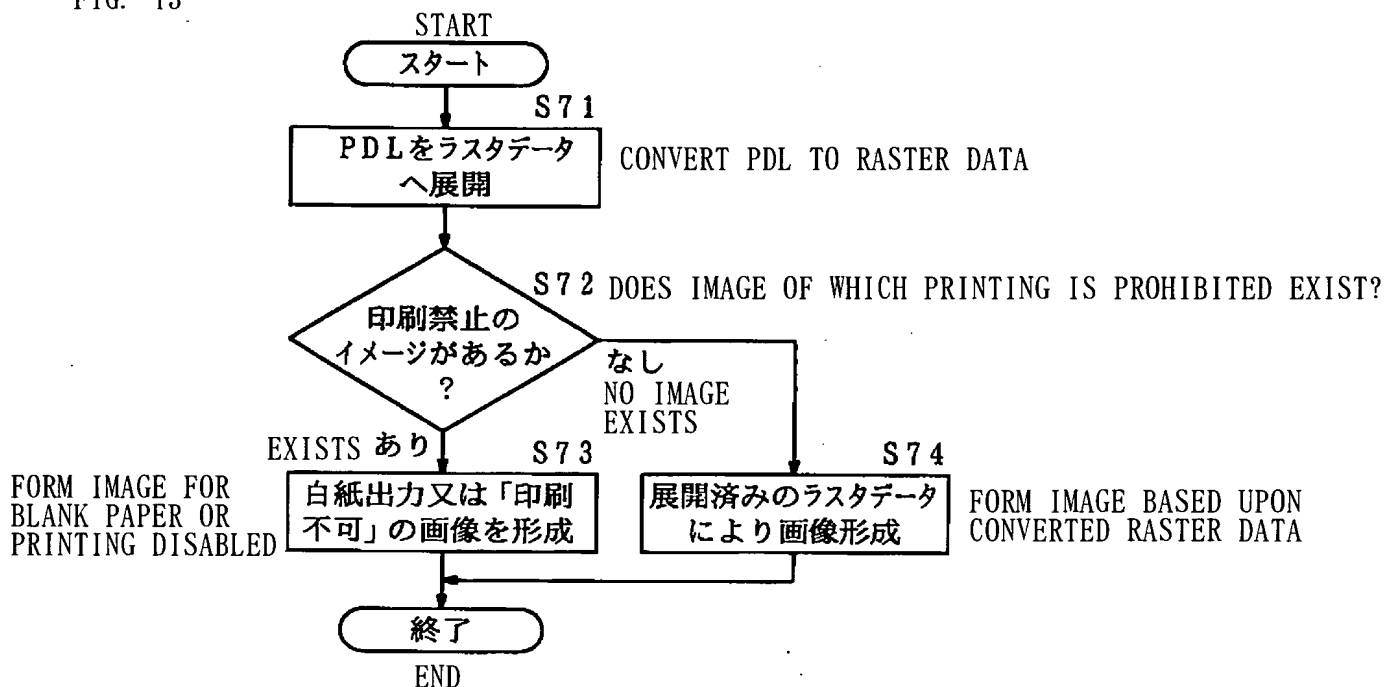 FIG. 13
START
スタート
S71
PDLをラスタデータ
へ展開
CONVERT PDL TO RASTER DATA
S72 DOES IMAGE OF WHICH PRINTING IS PROHIBITED EXIST?
印刷禁止の
イメージがあるか
?
なし
NO IMAGE
EXISTS
EXISTS あり
S73
白紙出力又は「印刷
不可」の画像を形成
FORM IMAGE FOR
BLANK PAPER OR
PRINTING DISABLED
S74
展開済みのラスタデータ
により画像形成
FORM IMAGE BASED UPON
CONVERTED RASTER DATA
終了
END